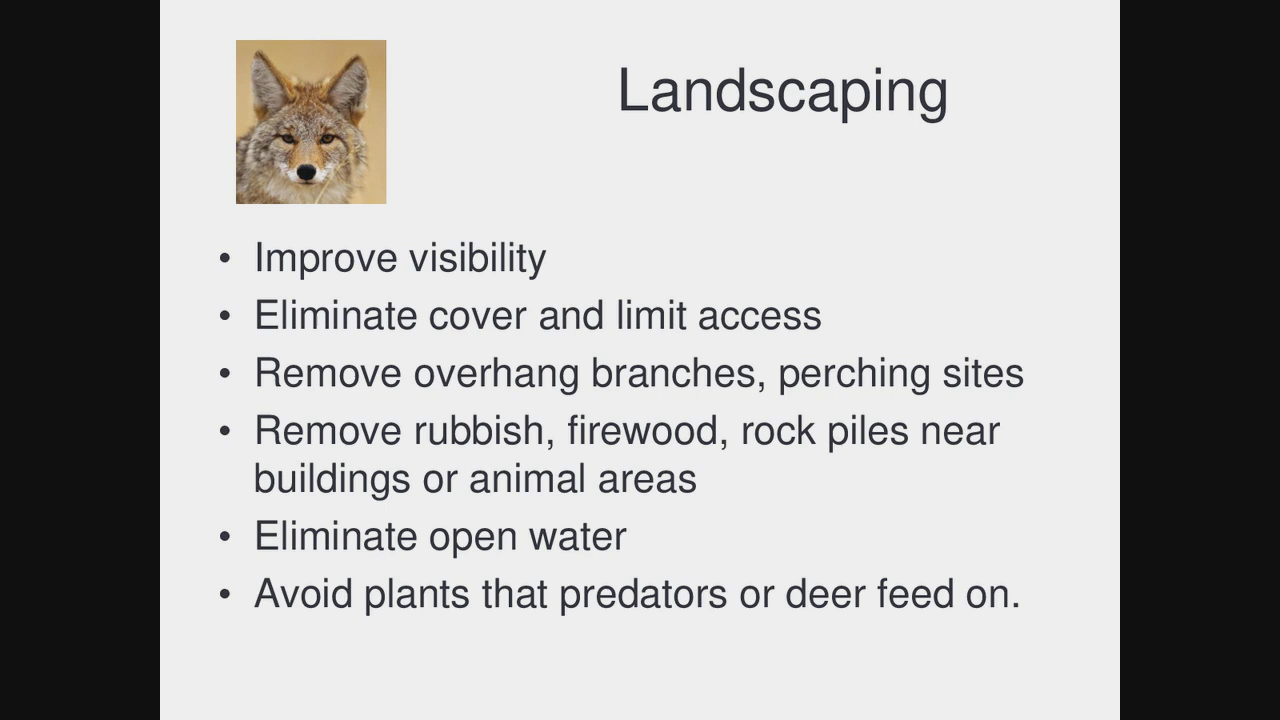 Landscaping
• Improve visibility
• Eliminate cover and limit access
• Remove overhang branches, perching sites
• Remove rubbish, firewood, rock piles near
buildings or animal areas
• Eliminate open water
• Avoid plants that predators or deer feed on.